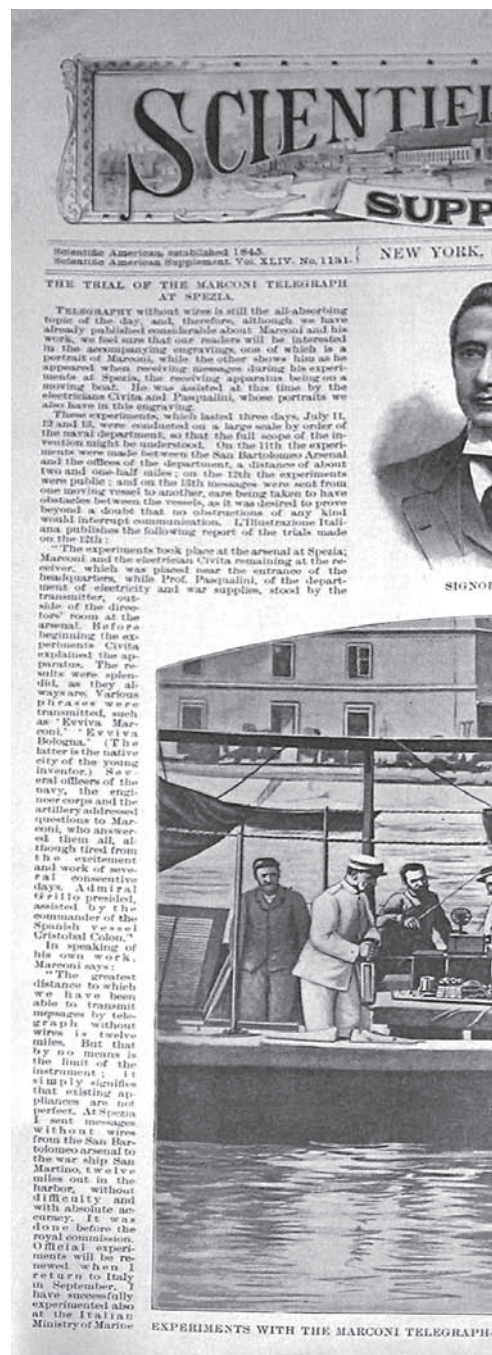 SCIENTIFI
SUPP
Scientific American, established 1845.
Scientific American Supplement, Vol. XLIV. No. 1131.
NEW YORK,
THE TRIAL OF THE MARCONI TELEGRAPH
AT SPEZIA.
TELEGRAPHY without wires is still the all-absorbing
topic of the day, and, therefore, although we have
already published considerable about Marconi and his
work, we feel sure that our readers will be interested
in the accompanying engravings, one of which is a
portrait of Marconi, while the other shows him as he
appeared when receiving messages during his experi-
ments at Spezia, the receiving apparatus being on a
moving boat. He was assisted at this time by the
electricians Civita and Pasqualini, whose portraits we
also have in this engraving.
These experiments, which lasted three days, July 11,
12 and 13, were conducted on a large scale by order of
the naval department, so that the full scope of the in-
vention might be understood. On the 11th the experi-
ments were made between the San Bartolomeo Arsenal
and the offices of the department, a distance of about
two and one-half miles; on the 12th the experiments
were public; and on the 13th messages were sent from
one moving vessel to another, care being taken to have
obstacles between the vessels, as it was desired to prove
beyond a doubt that no obstructions of any kind
would interrupt communication. L'Illustrazione Itali-
ana publishes the following report of the trials made
on the 12th:
"The experiments took place at the arsenal at Spezia;
Marconi and the electrician Civita remaining at the re-
ceiver, which was placed near the entrance of the
headquarters, while Prof. Pasqualini, of the depart-
ment of electricity and war supplies, stood by the
transmitter, out-
side of the direc-
tors' room at the
arsenal. Before
beginning the ex-
periments Civita
explained the ap-
paratus. The re-
sults were splen-
did, as they al-
ways are. Various
phrases were
transmitted, such
as 'Evviva Mar-
coni,' 'Evviva
Bologna.' (The
latter is the native
city of the young
inventor.) Sev-
eral officers of the
navy, the engi-
neer corps and the
artillery addressed
questions to Mar-
coni, who answer-
ed them all, al-
though tired from
the excitement
and work of seve-
ral consecutive
days. Admiral
Grillo presided,
assisted by the
commander of the
Spanish vessel
Cristobal Colon."
In speaking of
his own work,
Marconi says:
"The greatest
distance to which
we have been
able to transmit
messages by tele-
graph without
wires is twelve
miles. But that
by no means is
the limit of the
instrument; it
simply signifies
that existing ap-
pliances are not
perfect. At Spezia
I sent messages
without wires
from the San Bar-
tolomeo arsenal to
the war ship San
Martino, twelve
miles out in the
harbor, without
difficulty and
with absolute ac-
curacy. It was
done before the
royal commission.
Official experi-
ments will be re-
newed when I
return to Italy
in September. I
have successfully
experimented also
at the Italian
Ministry of Marine
SIGNOR
EXPERIMENTS WITH THE MARCONI TELEGRAPH